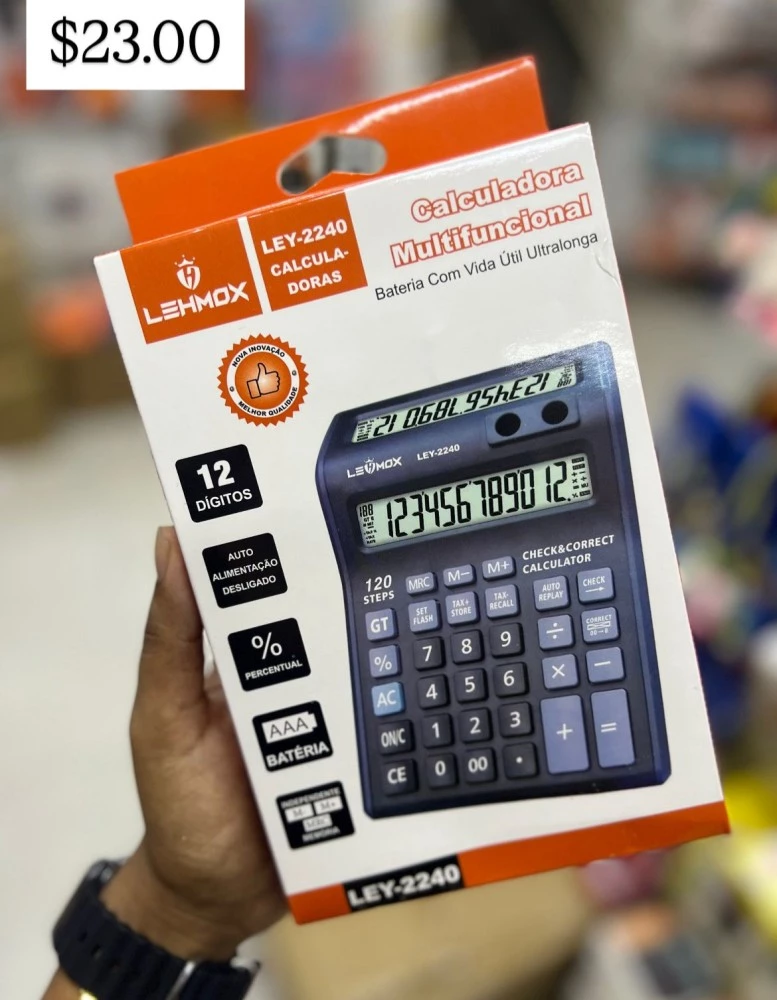 $23.00
LEHMOX
LEY-2240
CALCULA-
DORAS
Calculadora
Multifuncional
Bateria Com Vida Útil Ultralonga
NOVA INOVAÇÃO
MELHOR QUALIDADE
12
DÍGITOS
AUTO
ALIMENTAÇÃO
DESLIGADO
%
PERCENTUAL
AAA
BATÉRIA
INDEPENDENTE
M- M+
MRC
MEMÓRIA
LEHMOX LEY-2240
123456789012.
CHECK&CORRECT
CALCULATOR
120
STEPS
MRC M− M+
GT SET FLASH TAX+ STORE TAX- RECALL AUTO REPLAY CHECK
% 7 8 9 ÷ CORRECT 00→0
AC 4 5 6 × −
ON/C 1 2 3 + =
CE 0 00 .
LEY-2240